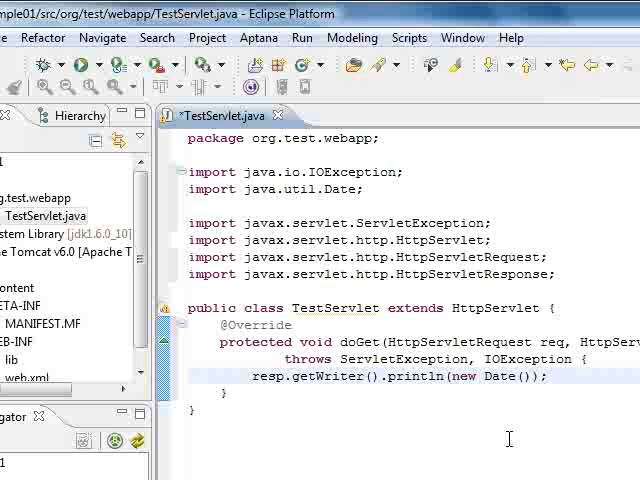 mple01/src/org/test/webapp/TestServlet.java - Eclipse Platform
e Refactor Navigate Search Project Aptana Run Monitoring Scripts Window Help
Hierarchy
*TestServlet.java
1
rg.test.webapp
TestServlet.java
stem Library [jdk1.6.0_10]
he Tomcat v6.0 [Apache T
ontent
ETA-INF
MANIFEST.MF
EB-INF
lib
web.xml
igator
1
package org.test.webapp;
import java.io.IOException;
import java.util.Date;
import javax.servlet.ServletException;
import javax.servlet.http.HttpServlet;
import javax.servlet.http.HttpServletRequest;
import javax.servlet.http.HttpServletResponse;
public class TestServlet extends HttpServlet {
@Override
protected void doGet(HttpServletRequest req, HttpServ
throws ServletException, IOException {
resp.getWriter().println(new Date());
}
}